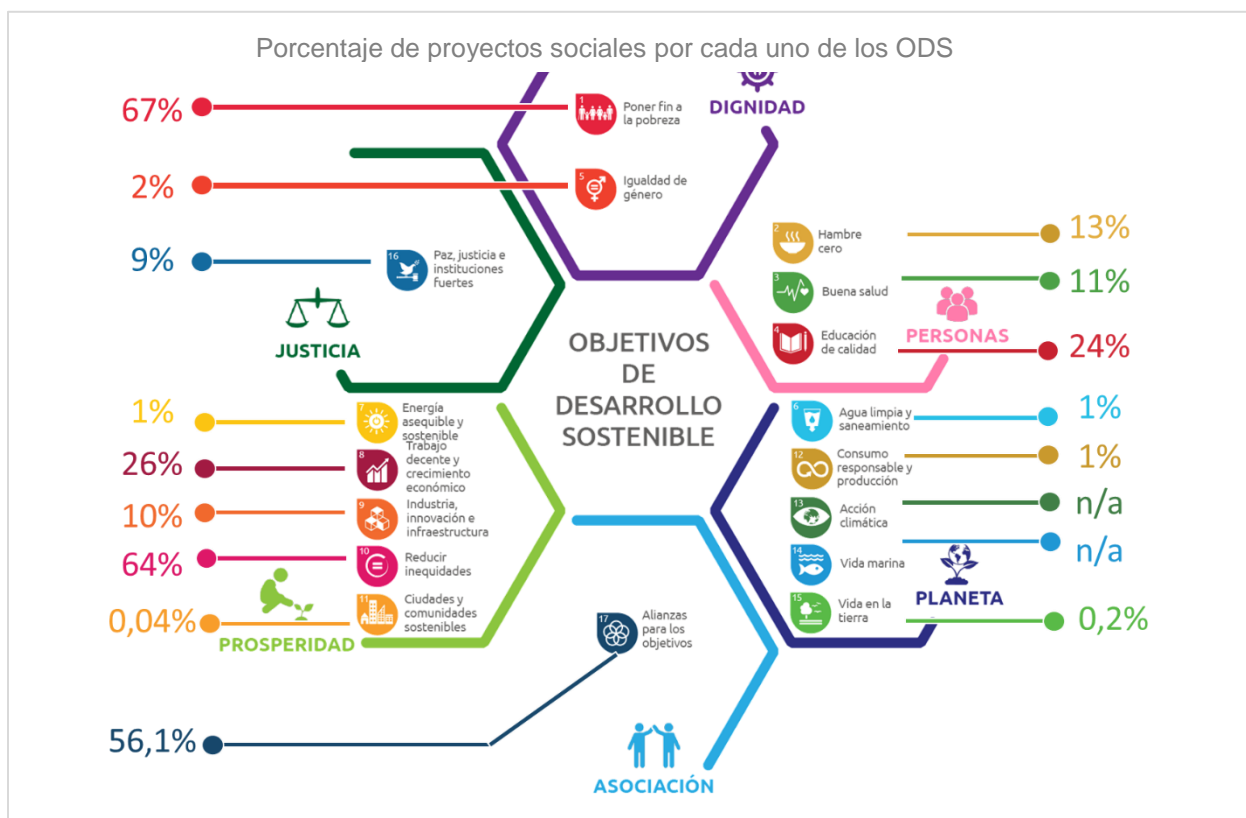 Porcentaje de proyectos sociales por cada uno de los ODS
DIGNIDAD
67%
1
Poner fin a
la pobreza
2%
5
Igualdad de
género
9%
16
Paz, justicia e
instituciones
fuertes
JUSTICIA
2
Hambre
cero
13%
3
Buena salud
11%
4
Educación
de calidad
PERSONAS
24%
OBJETIVOS
DE
DESARROLLO
SOSTENIBLE
1%
7
Energía
asequible y
sostenible
26%
8
Trabajo
decente y
crecimiento
económico
10%
9
Industria,
innovación e
infraestructura
64%
10
Reducir
inequidades
0,04%
11
Ciudades y
comunidades
sostenibles
PROSPERIDAD
6
Agua limpia y
saneamiento
1%
12
Consumo
responsable y
producción
1%
13
Acción
climática
n/a
14
Vida marina
n/a
15
Vida en la
tierra
0,2%
PLANETA
17
Alianzas
para los
objetivos
56,1%
ASOCIACIÓN